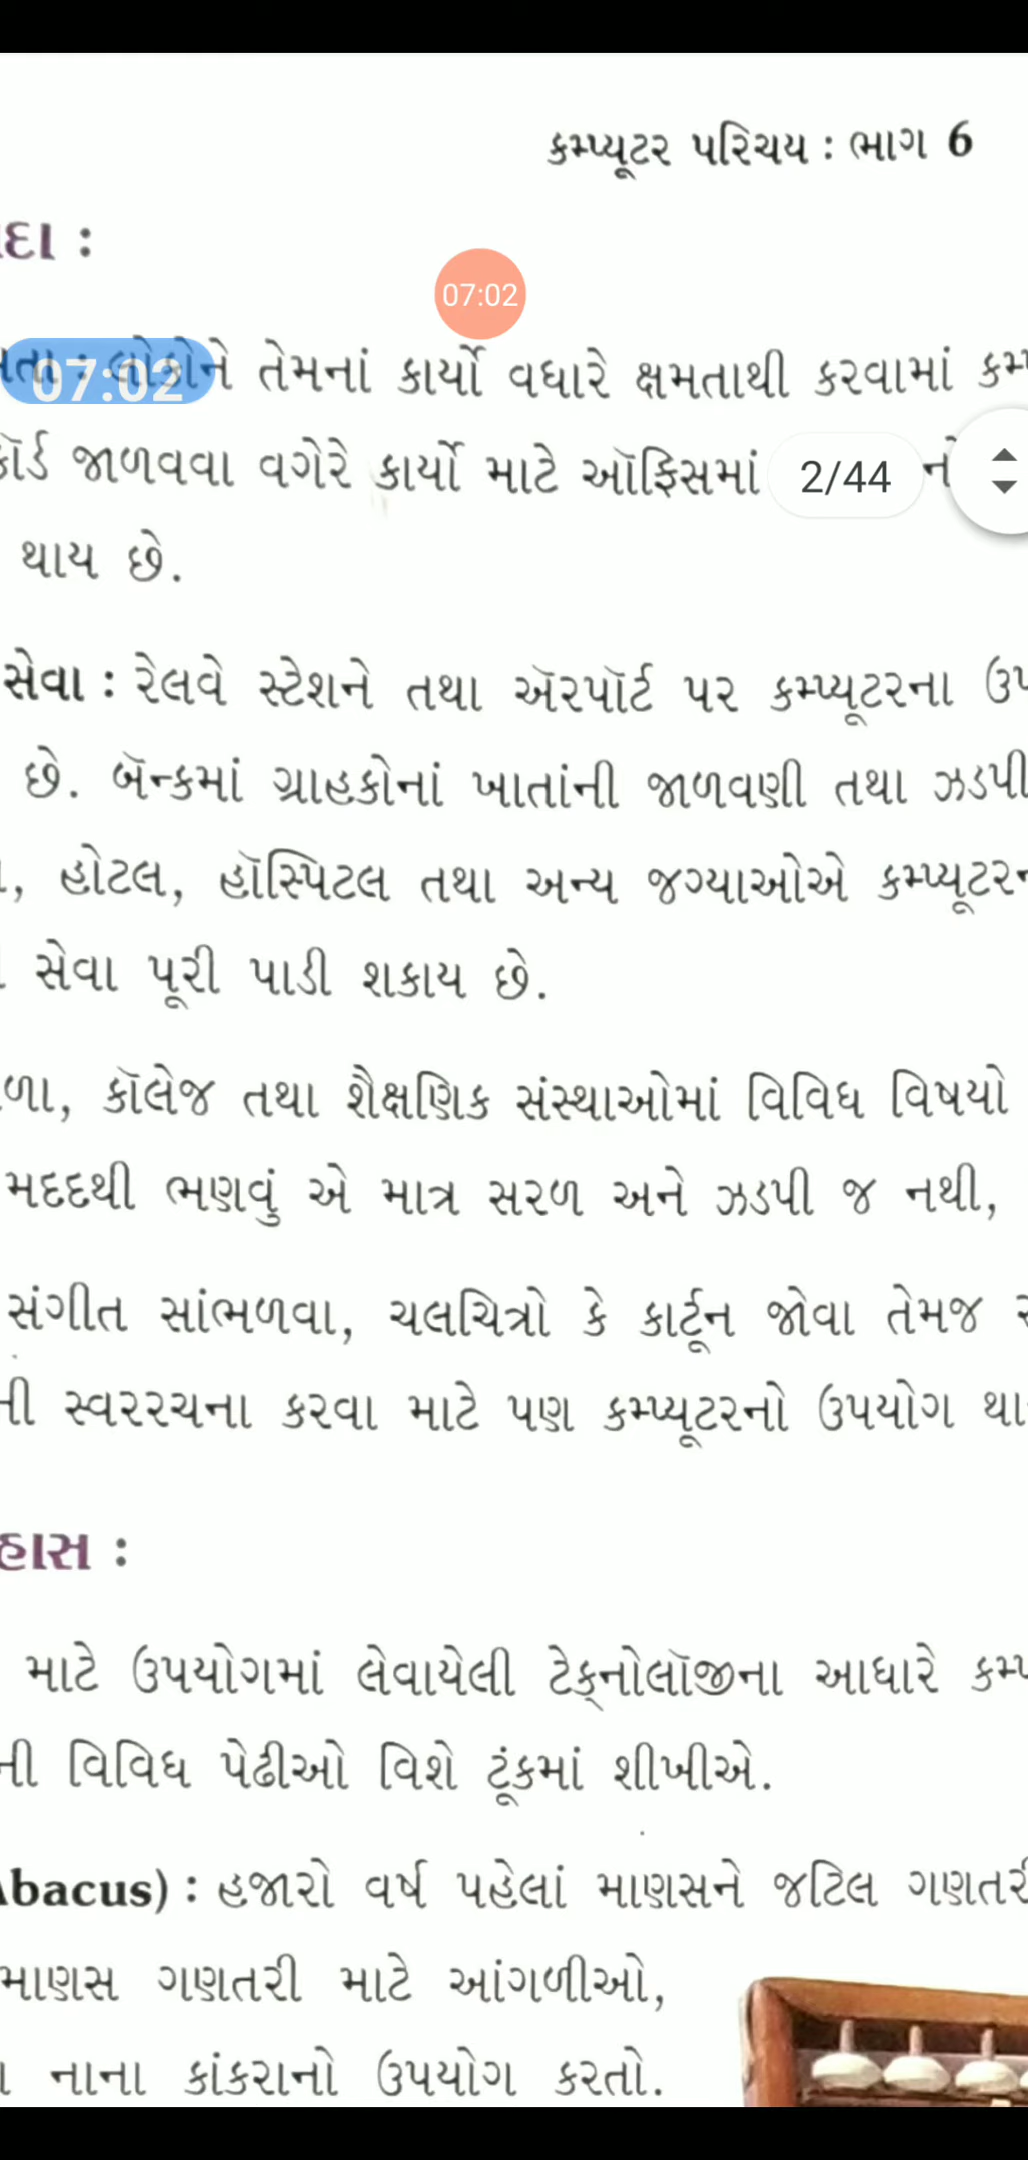 કમ્પ્યૂટર પરિચય : ભાગ 6
07:02
07:02 તેમનાં કાર્યો વધારે ક્ષમતાથી કરવામાં
જાળવવા વગેરે કાર્યો માટે ઑફિસમાં 2/44
થાય છે.
સેવા : રેલવે સ્ટેશને તથા ઍરપૉર્ટ પર કમ્પ્યૂટરના
છે. બૅન્કમાં ગ્રાહકોનાં ખાતાંની જાળવણી તથા ઝડપી
, હોટલ, હૉસ્પિટલ તથા અન્ય જગ્યાઓએ
સેવા પૂરી પાડી શકાય છે.
, કૉલેજ તથા શૈક્ષણિક સંસ્થાઓમાં વિવિધ વિષયો
મદદથી ભણવું એ માત્ર સરળ અને ઝડપી જ નથી,
સંગીત સાંભળવા, ચલચિત્રો કે કાર્ટૂન જોવા તેમજ
સ્વરરચના કરવા માટે પણ કમ્પ્યૂટરનો ઉપયોગ
માટે ઉપયોગમાં લેવાયેલી ટેક્નોલૉજીના આધારે
વિવિધ પેઢીઓ વિશે ટૂંકમાં શીખીએ.
bacus) : હજારો વર્ષ પહેલાં માણસને જટિલ
માણસ ગણતરી માટે આંગળીઓ,
નાના કાંકરાનો ઉપયોગ કરતો.